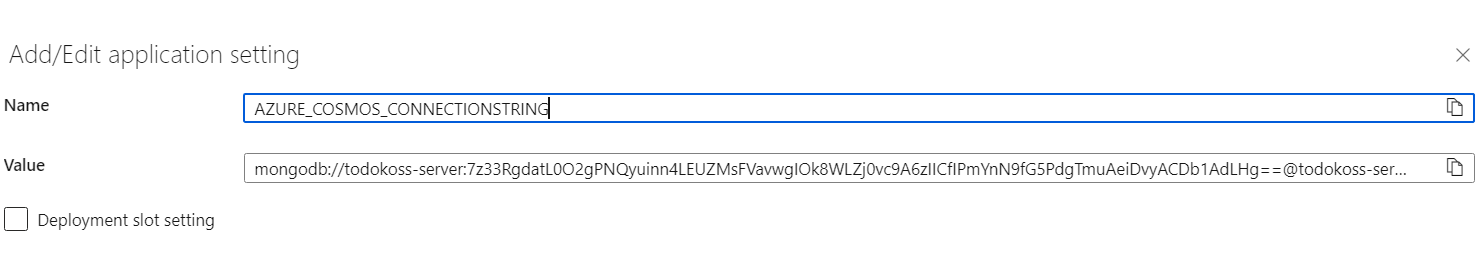 Add/Edit application setting
Name
AZURE_COSMOS_CONNECTIONSTRING
Value
mongodb://todokoss-server:7z33RgdatL0O2gPNQyuinn4LEUZMsFVavwgIOk8WLZj0vc9A6zIICfIPmYnN9fG5PdgTmuAeiDvyACDb1AdLHg==@todokoss-ser...
Deployment slot setting